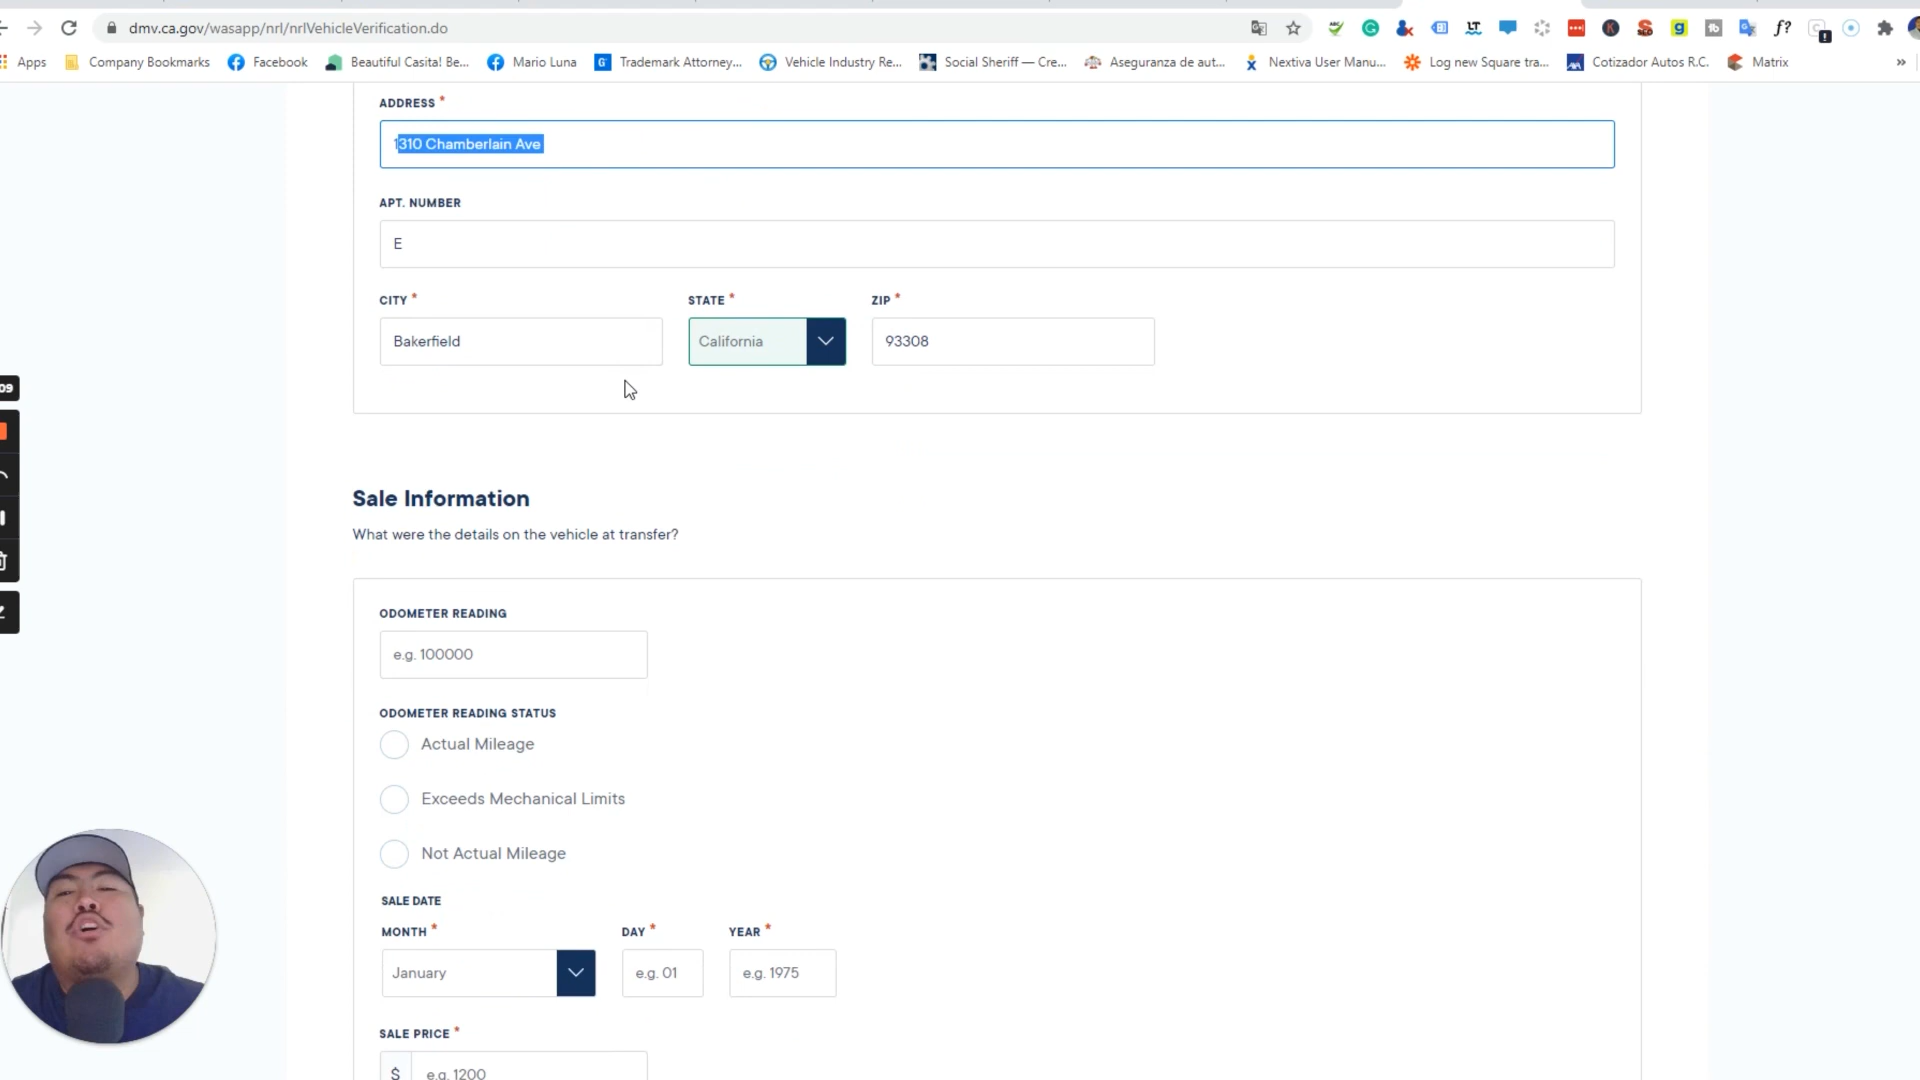 dmv.ca.gov/wasapp/nrl/nrlVehicleVerification.do
Apps Company Bookmarks Facebook Beautiful Casita! Be... Mario Luna Trademark Attorney... Vehicle Industry Re... Social Sheriff — Cre... Aseguranza de aut... Nextiva User Manu... Log new Square tra... Cotizador Autos R.C. Matrix »
ADDRESS *
1310 Chamberlain Ave
APT. NUMBER
E
CITY * STATE * ZIP *
Bakerfield California 93308
09
Sale Information
What were the details on the vehicle at transfer?
ODOMETER READING
e.g. 100000
ODOMETER READING STATUS
Actual Mileage
Exceeds Mechanical Limits
Not Actual Mileage
SALE DATE
MONTH * DAY * YEAR *
January e.g. 01 e.g. 1975
SALE PRICE *
$ e.g. 1200